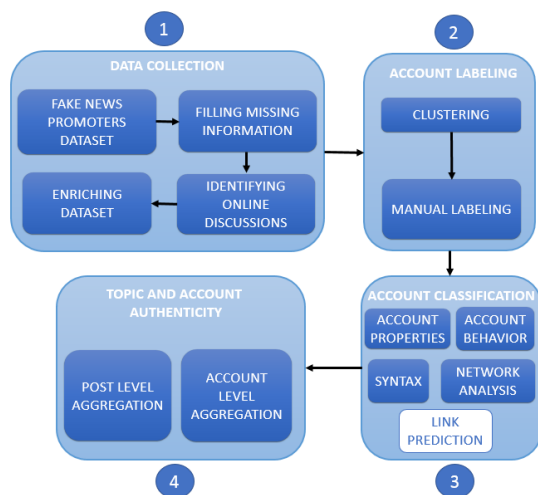 1
DATA COLLECTION
FAKE NEWS
PROMOTERS
DATASET
FILLING MISSING
INFORMATION
ENRICHING
DATASET
IDENTIFYING
ONLINE
DISCUSSIONS
2
ACCOUNT LABELING
CLUSTERING
MANUAL LABELING
ACCOUNT CLASSIFICATION
ACCOUNT
PROPERTIES
ACCOUNT
BEHAVIOR
SYNTAX
NETWORK
ANALYSIS
LINK
PREDICTION
3
TOPIC AND ACCOUNT
AUTHENTICITY
POST LEVEL
AGGREGATION
ACCOUNT
LEVEL
AGGREGATION
4